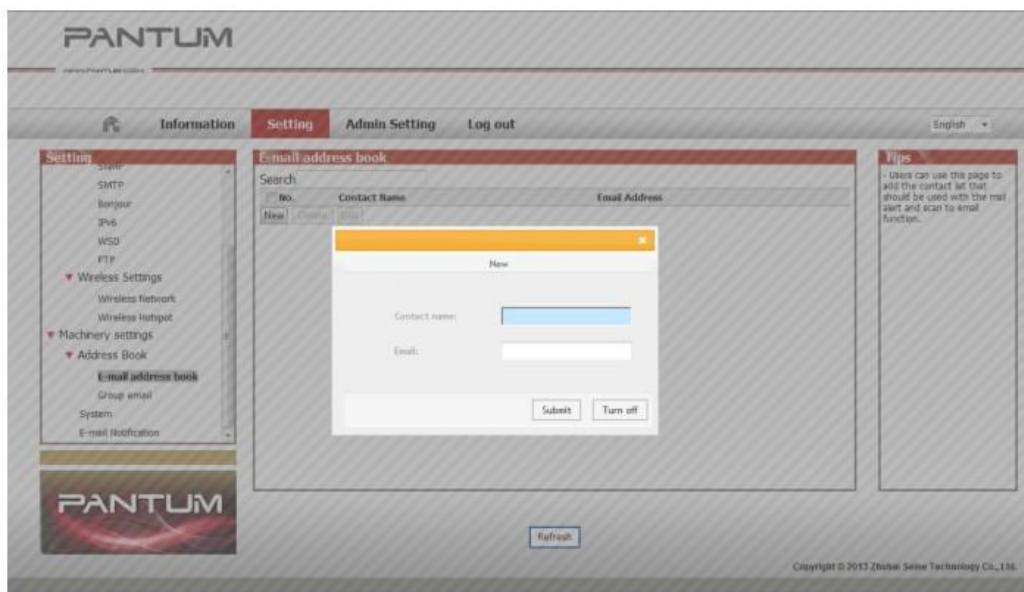 PANTUM
Information
Setting
Admin Setting
Log out
English
Setting
SNMP
SMTP
Bonjour
IPv6
WSD
FTP
Wireless Settings
Wireless Network
Wireless Hotspot
Machinery settings
Address Book
E-mail address book
Group email
System
E-mail Notification
PANTUM
E-mail address book
Search
No. Contact Name Email Address
New Delete Edit
New
Contact name:
Email:
Submit Turn off
Refresh
Tips
- Users can use this page to
add the contact let that
should be used with the mail
alert and scan to email
function.
Copyright © 2013 Zhuhai Seine Technology Co., Ltd.